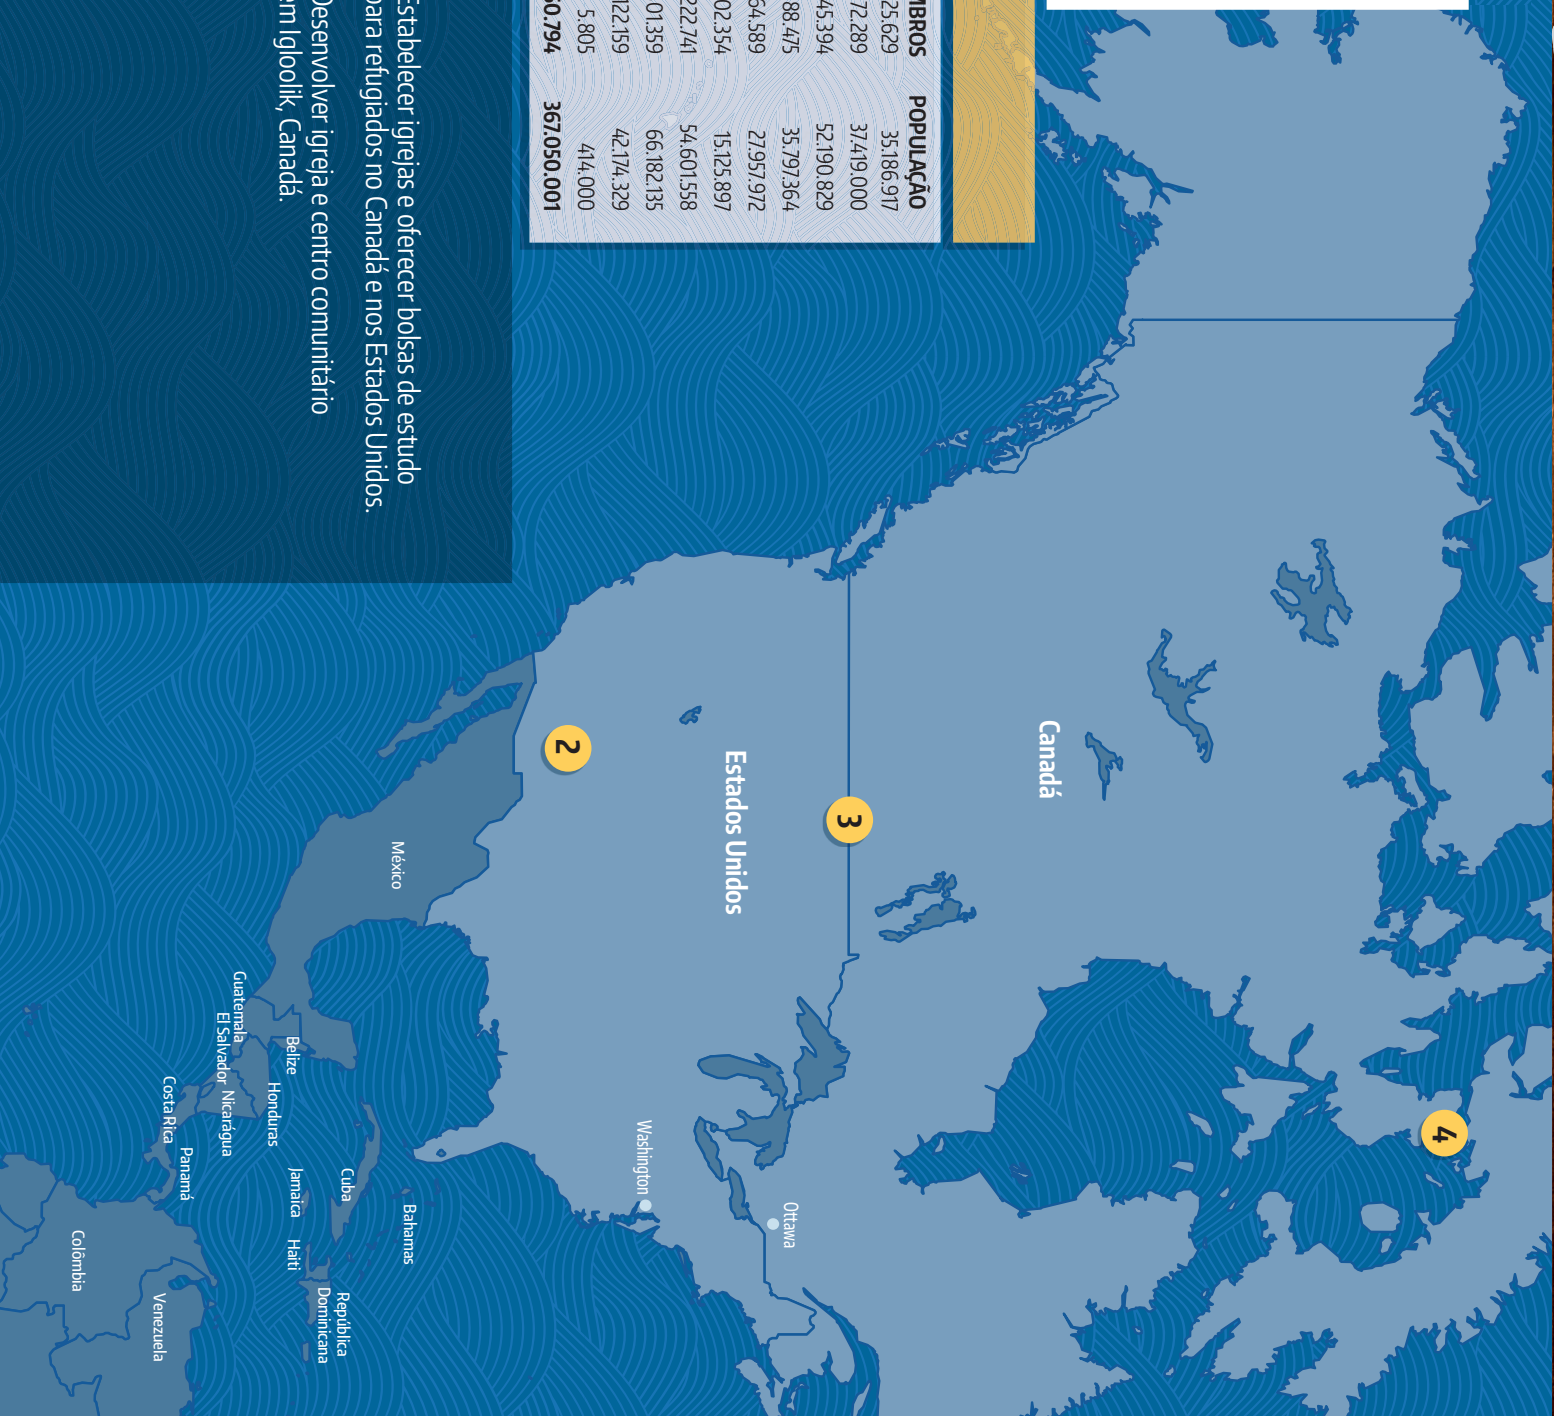 4
Canadá
MBROS POPULAÇÃO
25.629 35.186.917
72.289 37.419.000
45.394 52.190.829
88.475 35.797.364
64.589 27.957.972
02.354 15.125.897
22.741 54.601.558
01.399 66.182.135
12.159 42.174.329
5.805 414.000
60.794 367.050.001
3
Ottawa
Estados Unidos
Washington
2
México
Bahamas
Cuba
República
Dominicana
Jamaica
Haiti
Belize
Honduras
Guatemala
El Salvador
Nicarágua
Panamá
Costa Rica
Venezuela
Colômbia
Estabelecer igrejas e oferecer bolsas de estudo
para refugiados no Canadá e nos Estados Unidos.
Desenvolver igreja e centro comunitário
em Igloolik, Canadá.